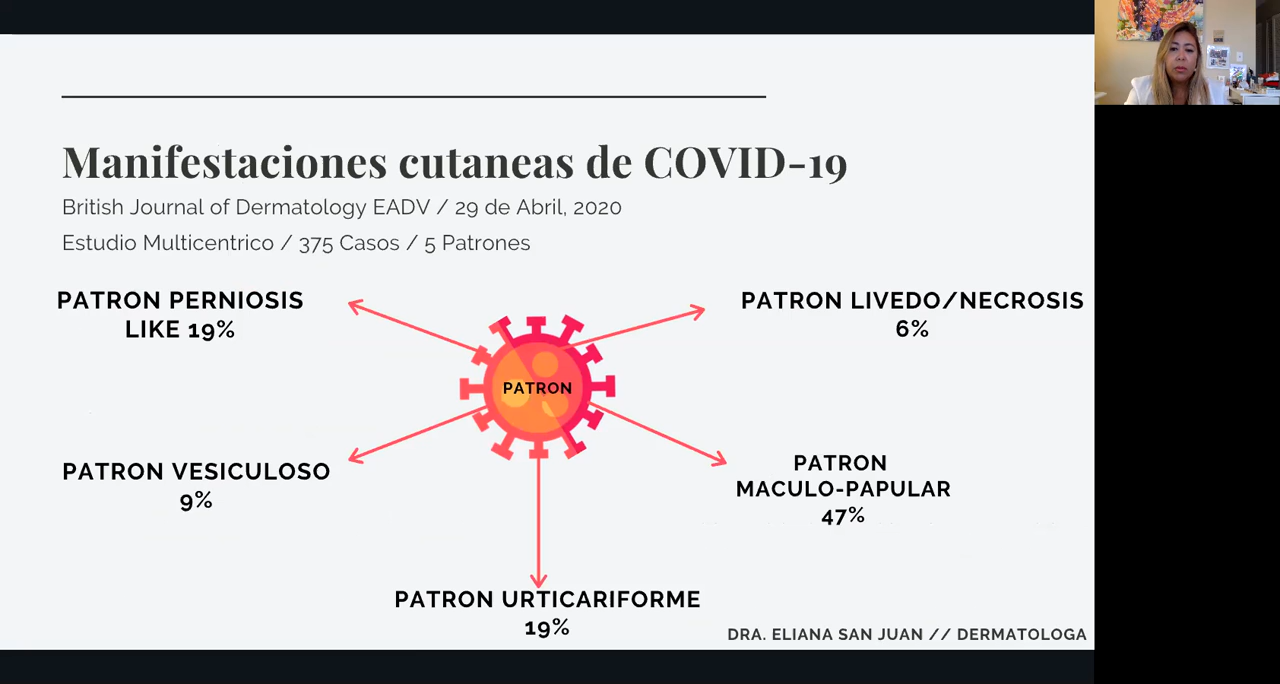 Manifestaciones cutaneas de COVID-19
British Journal of Dermatology EADV / 29 de Abril, 2020
Estudio Multicentrico / 375 Casos / 5 Patrones
PATRON PERNIOSIS
LIKE 19%
PATRON LIVEDO/NECROSIS
6%
PATRON
PATRON VESICULOSO
9%
PATRON
MACULO-PAPULAR
47%
PATRON URTICARIFORME
19%
DRA. ELIANA SAN JUAN // DERMATOLOGA